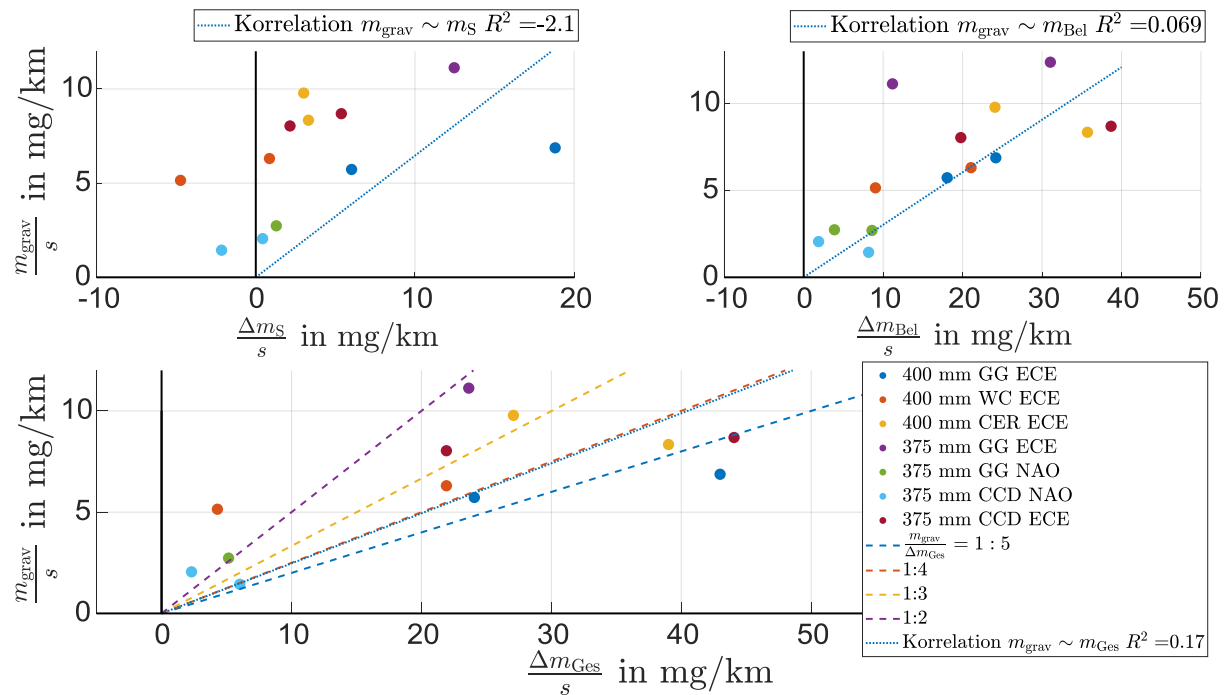 Korrelation m_grav ∼ m_S R² =-2.1
10
5
0
-10
0
10
20
m_grav/s in mg/km
Δm_S/s in mg/km
Korrelation m_grav ∼ m_Bel R² =0.069
10
5
0
-10
0
10
20
30
40
50
Δm_Bel/s in mg/km
10
5
0
0
10
20
30
40
50
m_grav/s in mg/km
Δm_Ges/s in mg/km
400 mm GG ECE
400 mm WC ECE
400 mm CER ECE
375 mm GG ECE
375 mm GG NAO
375 mm CCD NAO
375 mm CCD ECE
m_grav/Δm_Ges = 1 : 5
1:4
1:3
1:2
Korrelation m_grav ∼ m_Ges R² =0.17